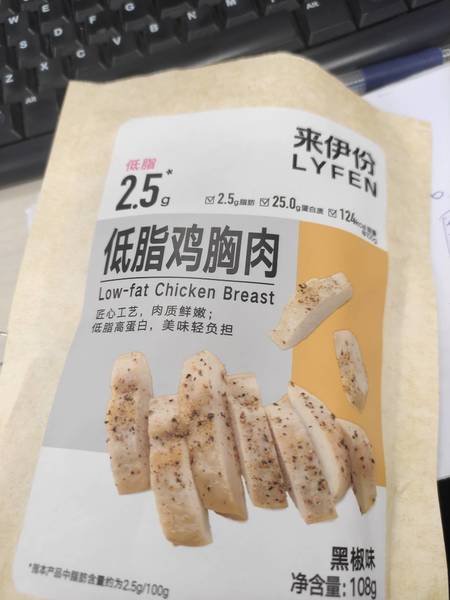 来伊份
LYFEN
低脂
2.5g*
2.5g脂肪 25.0g蛋白质 124
低脂鸡胸肉
Low-fat Chicken Breast
匠心工艺，肉质鲜嫩；
低脂高蛋白，美味轻负担
黑椒味
净含量：108g
*指本产品中脂肪含量约为2.5g/100g
Alt